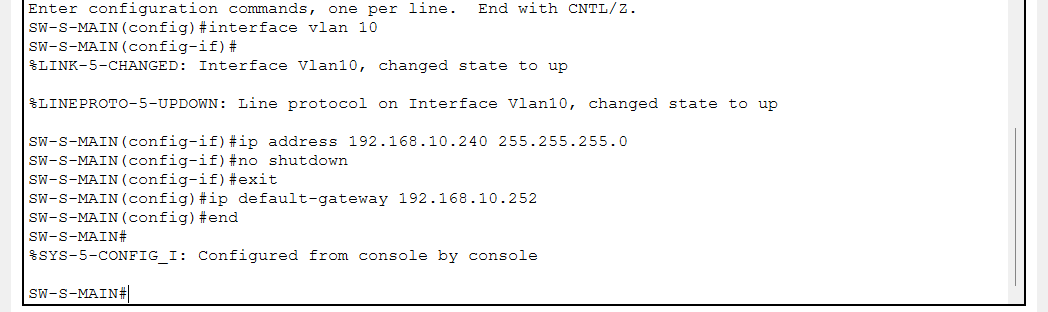 Enter configuration commands, one per line.  End with CNTL/Z.
SW-S-MAIN(config)#interface vlan 10
SW-S-MAIN(config-if)#
%LINK-5-CHANGED: Interface Vlan10, changed state to up
%LINEPROTO-5-UPDOWN: Line protocol on Interface Vlan10, changed state to up
SW-S-MAIN(config-if)#ip address 192.168.10.240 255.255.255.0
SW-S-MAIN(config-if)#no shutdown
SW-S-MAIN(config-if)#exit
SW-S-MAIN(config)#ip default-gateway 192.168.10.252
SW-S-MAIN(config)#end
SW-S-MAIN#
%SYS-5-CONFIG_I: Configured from console by console
SW-S-MAIN#